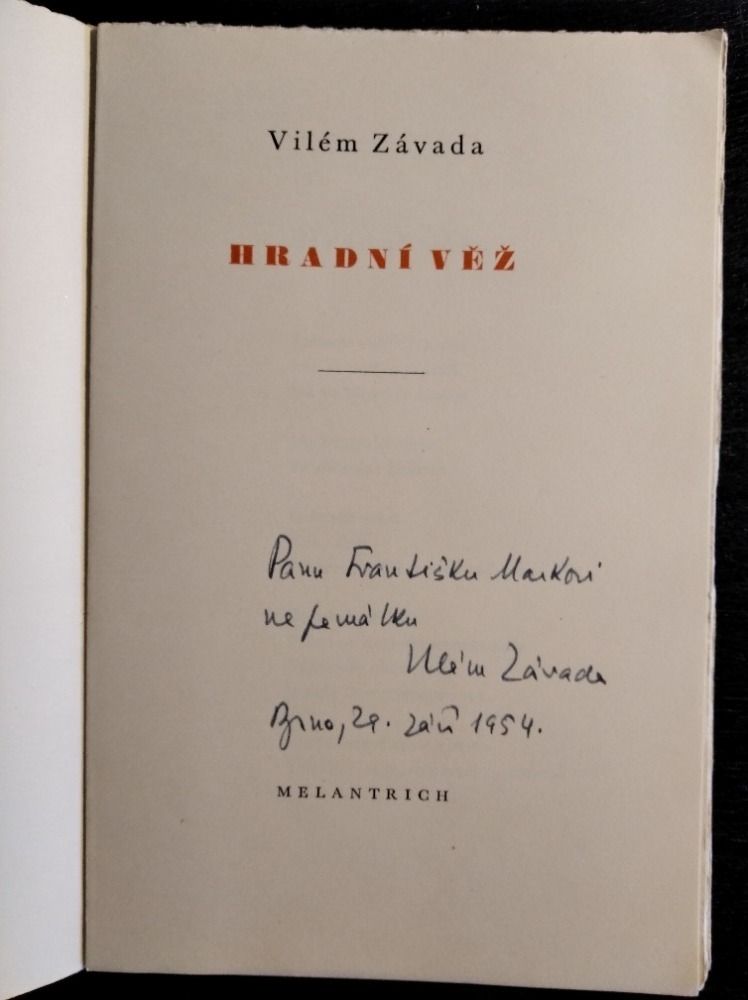 Vilém Závada
HRADNÍ VĚŽ
Panu Františku Markovi
na památku
Vilém Závada
Brno, 29. září 1954.
MELANTRICH